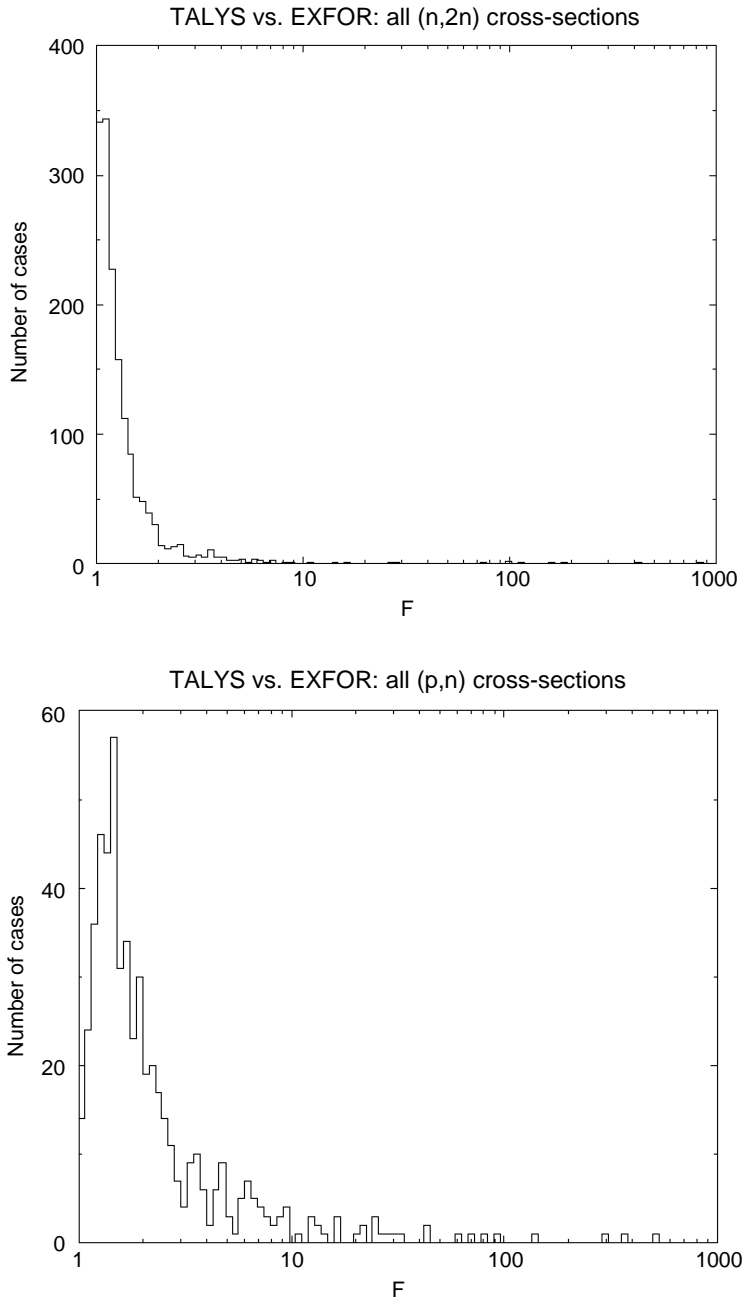 TALYS vs. EXFOR: all (n,2n) cross-sections
400
300
200
100
0
Number of cases
1
10
100
1000
F
TALYS vs. EXFOR: all (p,n) cross-sections
60
40
20
0
Number of cases
1
10
100
1000
F